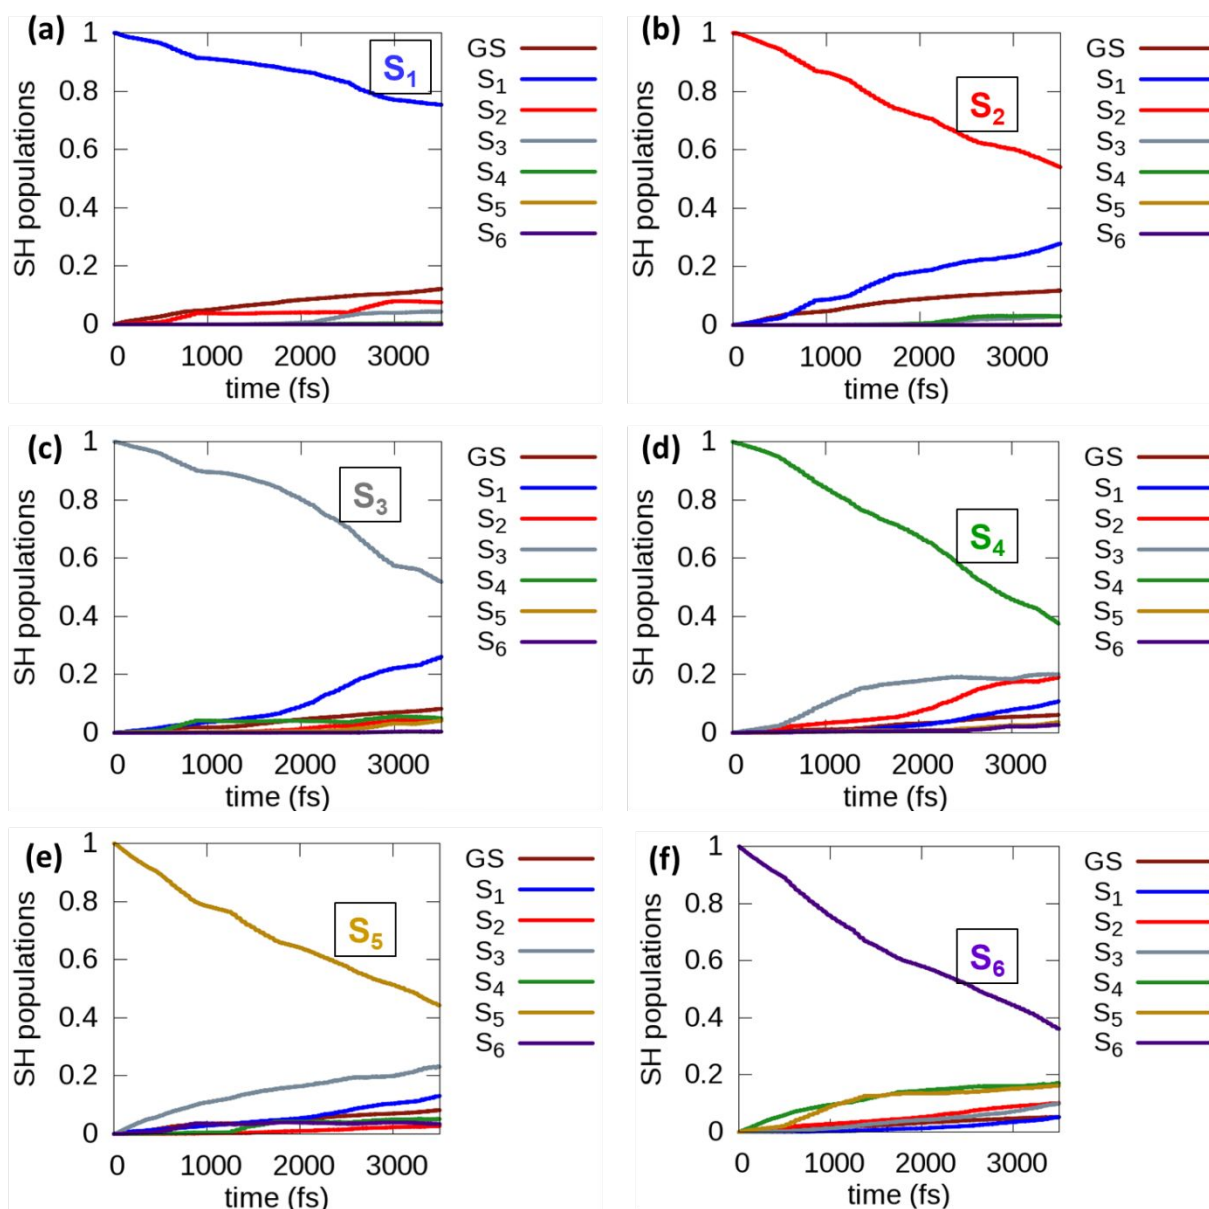 (a)
SH populations
1
0.8
0.6
0.4
0.2
0
0 1000 2000 3000
time (fs)
S₁
GS
S₁
S₂
S₃
S₄
S₅
S₆
(b)
SH populations
1
0.8
0.6
0.4
0.2
0
0 1000 2000 3000
time (fs)
S₂
GS
S₁
S₂
S₃
S₄
S₅
S₆
(c)
SH populations
1
0.8
0.6
0.4
0.2
0
0 1000 2000 3000
time (fs)
S₃
GS
S₁
S₂
S₃
S₄
S₅
S₆
(d)
SH populations
1
0.8
0.6
0.4
0.2
0
0 1000 2000 3000
time (fs)
S₄
GS
S₁
S₂
S₃
S₄
S₅
S₆
(e)
SH populations
1
0.8
0.6
0.4
0.2
0
0 1000 2000 3000
time (fs)
S₅
GS
S₁
S₂
S₃
S₄
S₅
S₆
(f)
SH populations
1
0.8
0.6
0.4
0.2
0
0 1000 2000 3000
time (fs)
S₆
GS
S₁
S₂
S₃
S₄
S₅
S₆